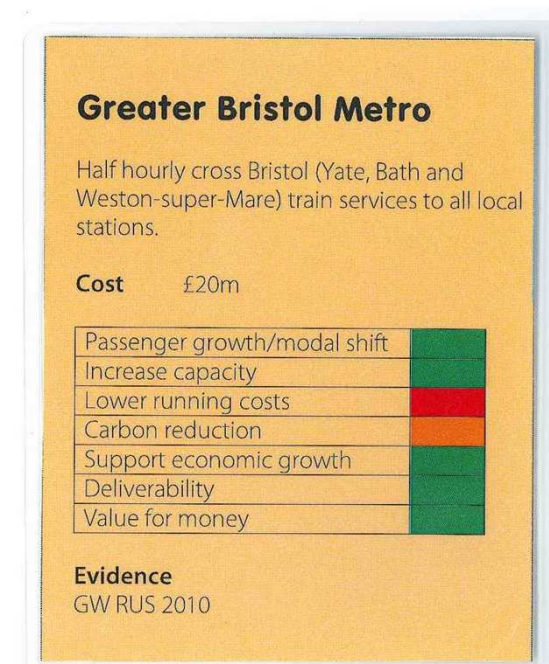 Greater Bristol Metro
Half hourly cross Bristol (Yate, Bath and
Weston-super-Mare) train services to all local
stations.
Cost £20m
Passenger growth/modal shift
Increase capacity
Lower running costs
Carbon reduction
Support economic growth
Deliverability
Value for money
Evidence
GW RUS 2010